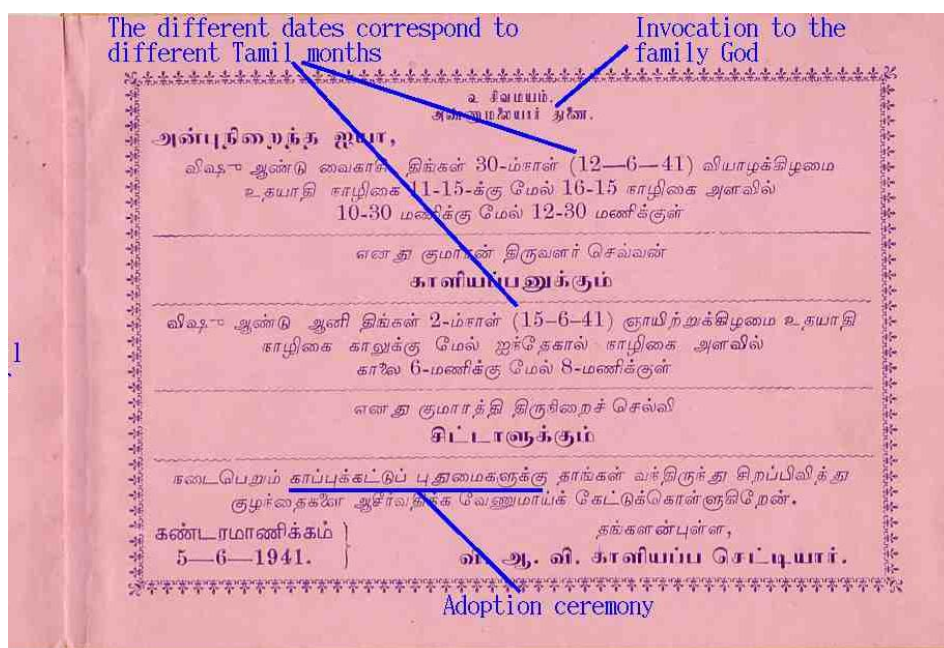 The different dates correspond to
different Tamil months
Invocation to the
family God
உ சிவமயம்.
அண்ணாமலையார் துணை.
அன்புநிறைந்த ஐயா,
விஷு ஆண்டு வைகாசி திங்கள் 30-ம்நாள் (12—6—41) வியாழக்கிழமை
உதயாதி நாழிகை 11-15-க்கு மேல் 16-15 நாழிகை அளவில்
10-30 மணிக்கு மேல் 12-30 மணிக்குள்
எனது குமாரன் திருவளர் செல்வன்
காளியப்பனுக்கும்
விஷு ஆண்டு ஆனி திங்கள் 2-ம்நாள் (15–6–41) ஞாயிற்றுக்கிழமை உதயாதி
நாழிகை காலுக்கு மேல் ஐந்தேகால் நாழிகை அளவில்
காலை 6-மணிக்கு மேல் 8-மணிக்குள்
எனது குமாரத்தி திருநிறைச் செல்வி
சிட்டாளுக்கும்
நடைபெறும் காப்புக்கட்டுப் புதுமைகளுக்கு தாங்கள் வந்திருந்து சிறப்பிவித்து
குழந்தைகளை ஆசீர்வதிக்க வேணுமாய்க் கேட்டுக்கொள்ளுகிறேன்.
கண்டரமாணிக்கம்
5—6—1941.
தங்களன்புள்ள,
வி. ஆ. வி. காளியப்ப செட்டியார்.
Adoption ceremony
1